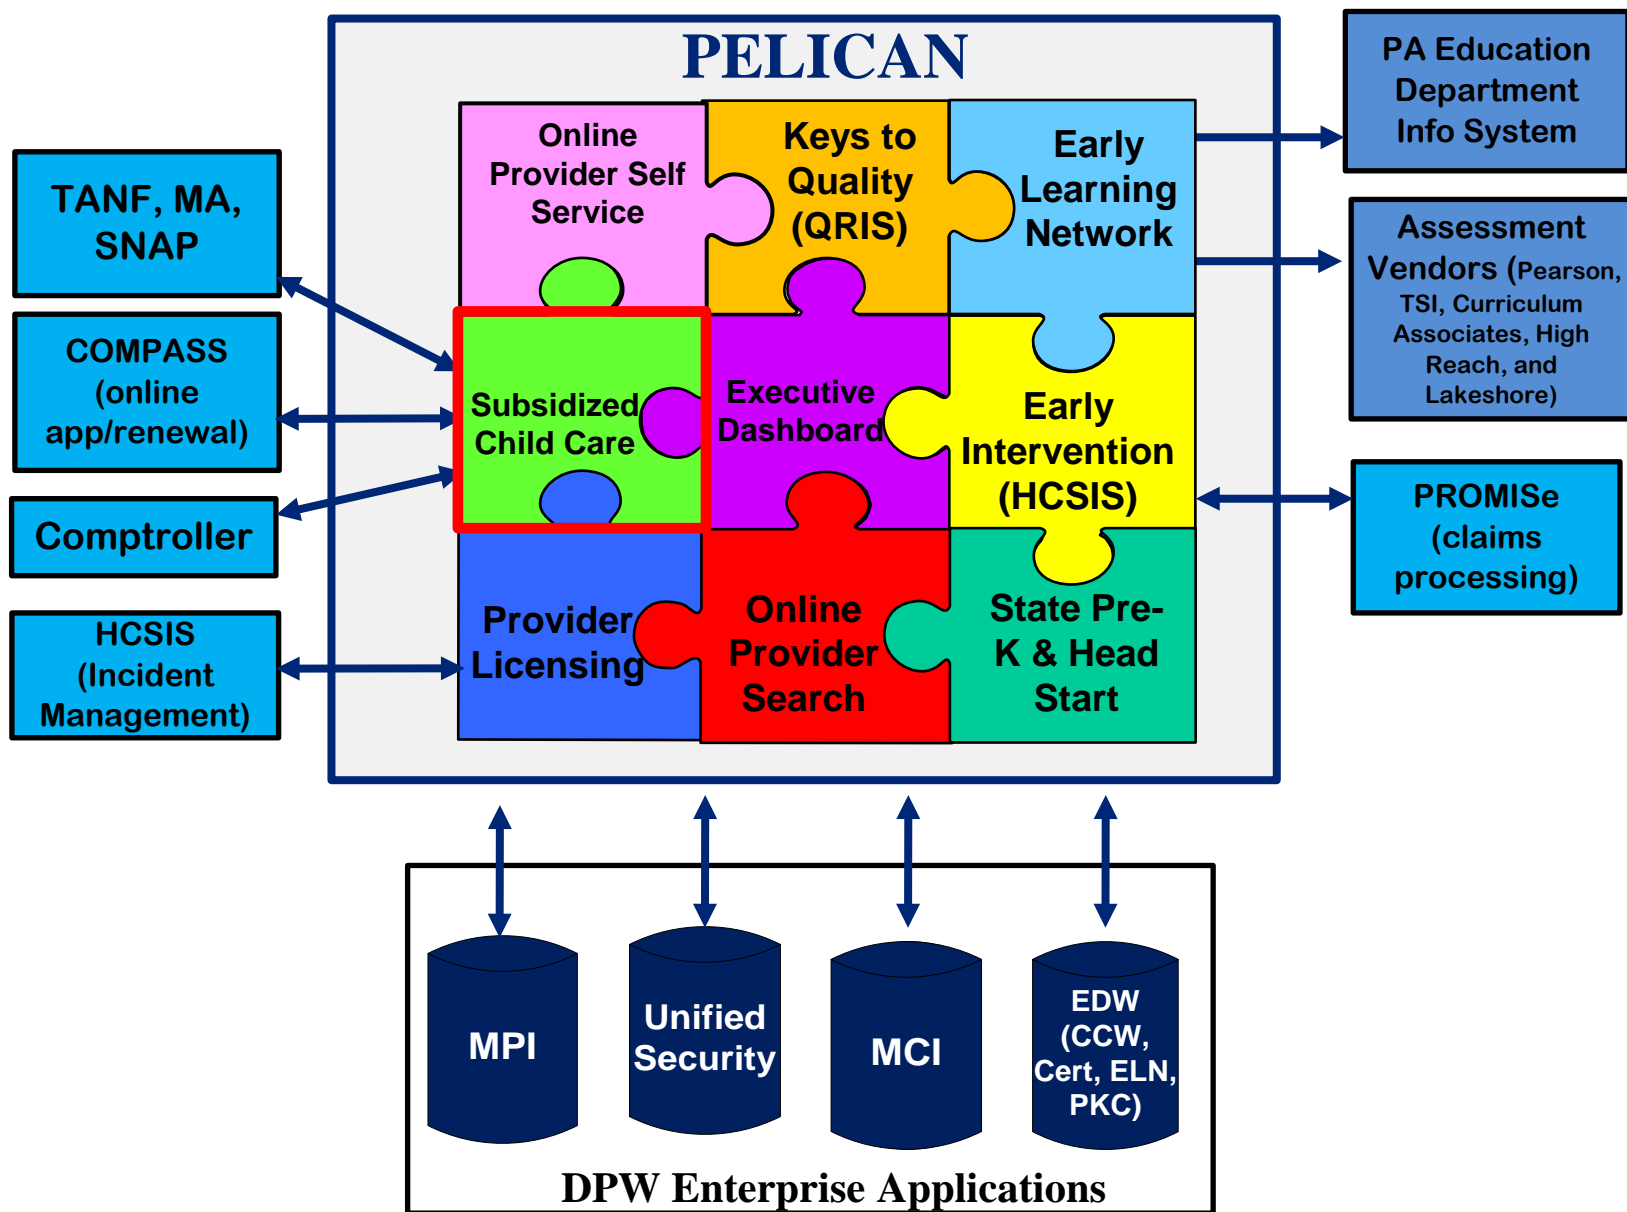 PELICAN
TANF, MA,
SNAP
COMPASS
(online
app/renewal)
Comptroller
HCSIS
(Incident
Management)
Online
Provider Self
Service
Keys to
Quality
(QRIS)
Early
Learning
Network
Subsidized
Child Care
Executive
Dashboard
Early
Intervention
(HCSIS)
Provider
Licensing
Online
Provider
Search
State Pre-
K & Head
Start
PA Education
Department
Info System
Assessment
Vendors (Pearson,
TSI, Curriculum
Associates, High
Reach, and
Lakeshore)
PROMISe
(claims
processing)
MPI
Unified
Security
MCI
EDW
(CCW,
Cert, ELN,
PKC)
DPW Enterprise Applications